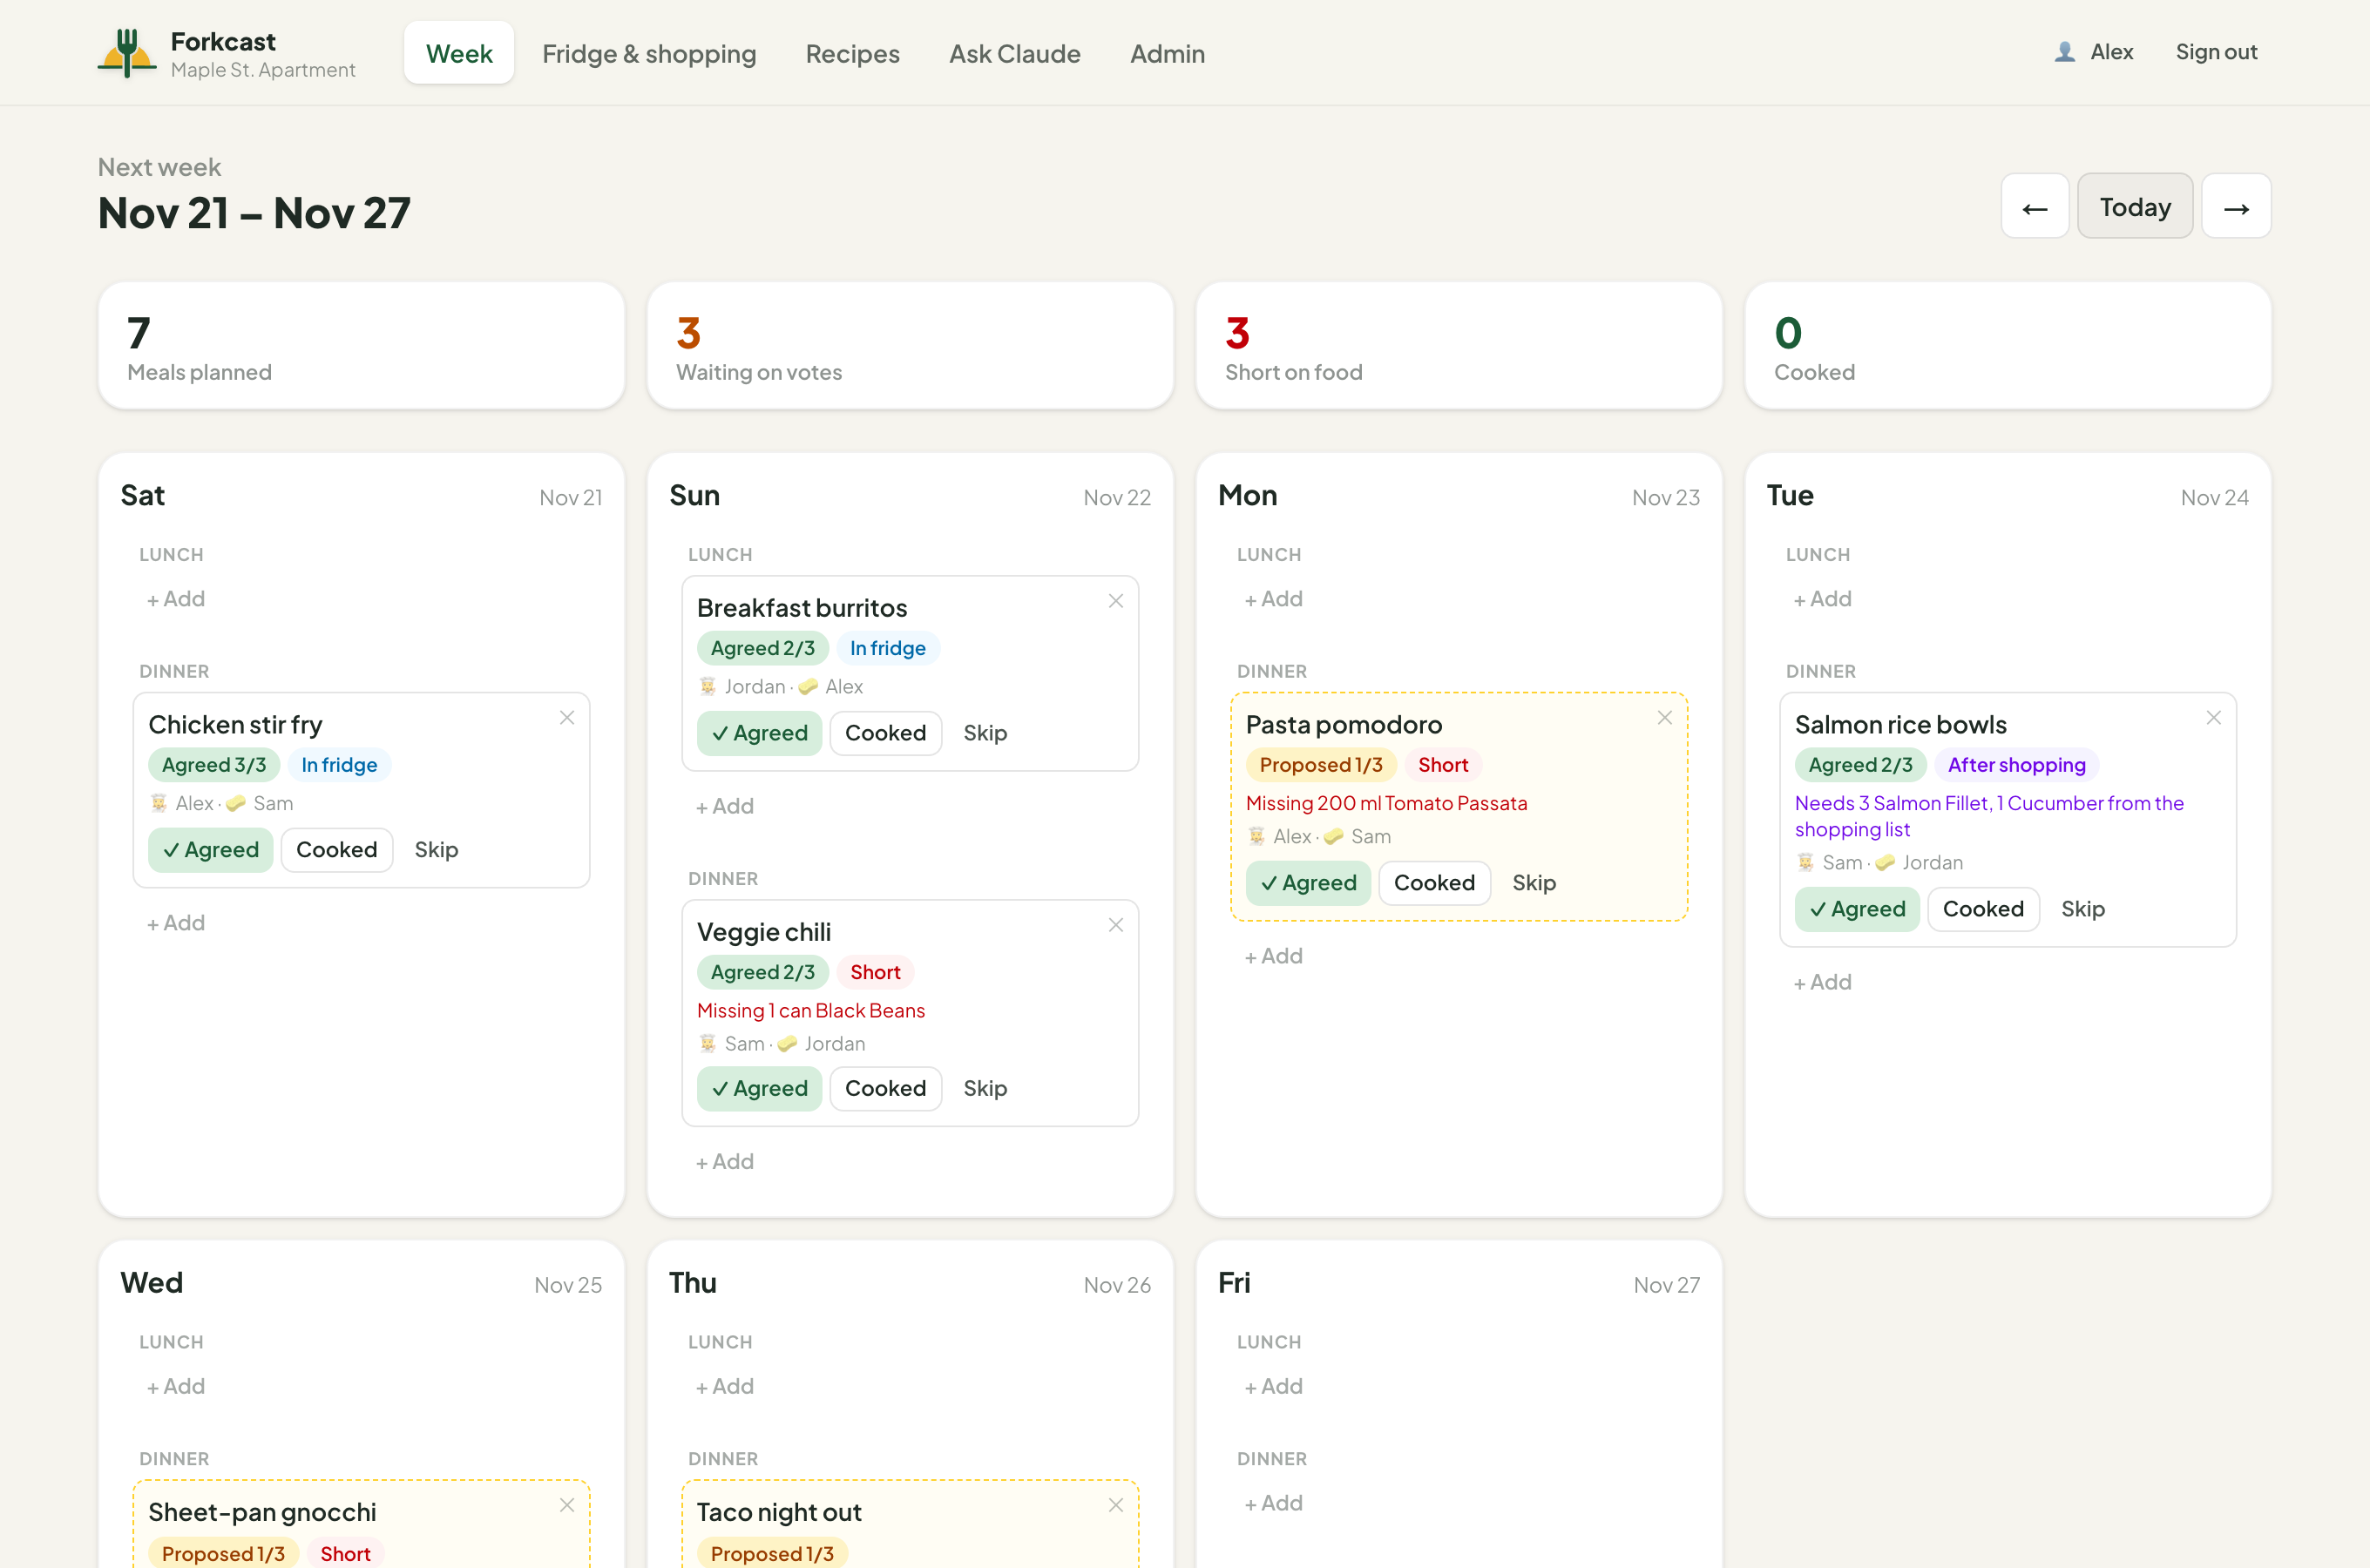 Forkcast
Maple St. Apartment
Week
Fridge & shopping
Recipes
Ask Claude
Admin
Alex
Sign out
Next week
Nov 21 – Nov 27
←
Today
→
7
Meals planned
3
Waiting on votes
3
Short on food
0
Cooked
Sat
Nov 21
LUNCH
+ Add
DINNER
Chicken stir fry
Agreed 3/3
In fridge
Alex · Sam
✓ Agreed
Cooked
Skip
+ Add
Sun
Nov 22
LUNCH
Breakfast burritos
Agreed 2/3
In fridge
Jordan · Alex
✓ Agreed
Cooked
Skip
+ Add
DINNER
Veggie chili
Agreed 2/3
Short
Missing 1 can Black Beans
Sam · Jordan
✓ Agreed
Cooked
Skip
+ Add
Mon
Nov 23
LUNCH
+ Add
DINNER
Pasta pomodoro
Proposed 1/3
Short
Missing 200 ml Tomato Passata
Alex · Sam
✓ Agreed
Cooked
Skip
+ Add
Tue
Nov 24
LUNCH
+ Add
DINNER
Salmon rice bowls
Agreed 2/3
After shopping
Needs 3 Salmon Fillet, 1 Cucumber from the
shopping list
Sam · Jordan
✓ Agreed
Cooked
Skip
+ Add
Wed
Nov 25
LUNCH
+ Add
DINNER
Sheet-pan gnocchi
Proposed 1/3
Short
Thu
Nov 26
LUNCH
+ Add
DINNER
Taco night out
Proposed 1/3
Fri
Nov 27
LUNCH
+ Add
DINNER
+ Add